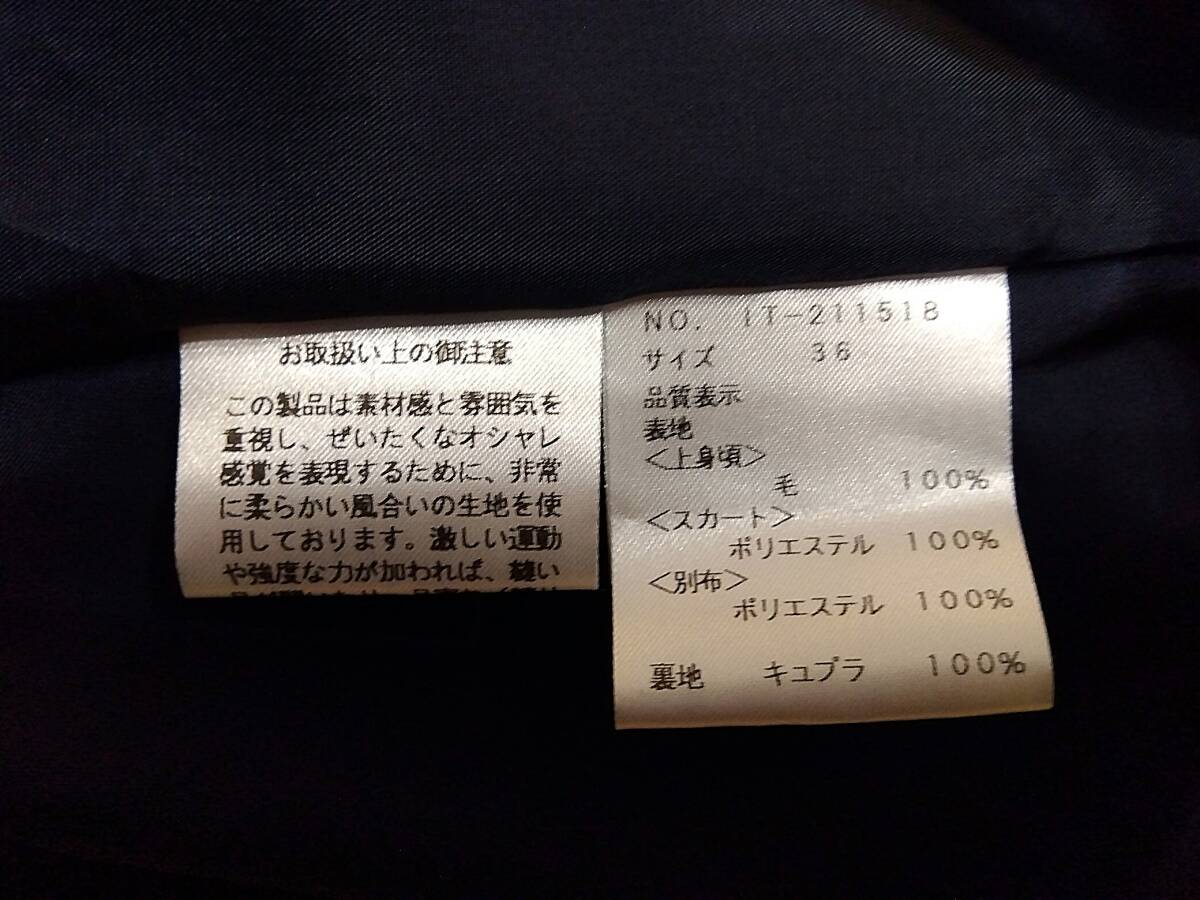 お取扱い上の御注意
この製品は素材感と雰囲気を
重視し、ぜいたくなオシャレ
感覚を表現するために、非常
に柔らかい風合いの生地を使
用しております。激しい運動
や強度な力が加われば、縫い
NO. IT-211518
サイズ 36
品質表示
表地
<上身頃>
毛 100%
<スカート>
ポリエステル 100%
<別布>
ポリエステル 100%
裏地 キュプラ 100%